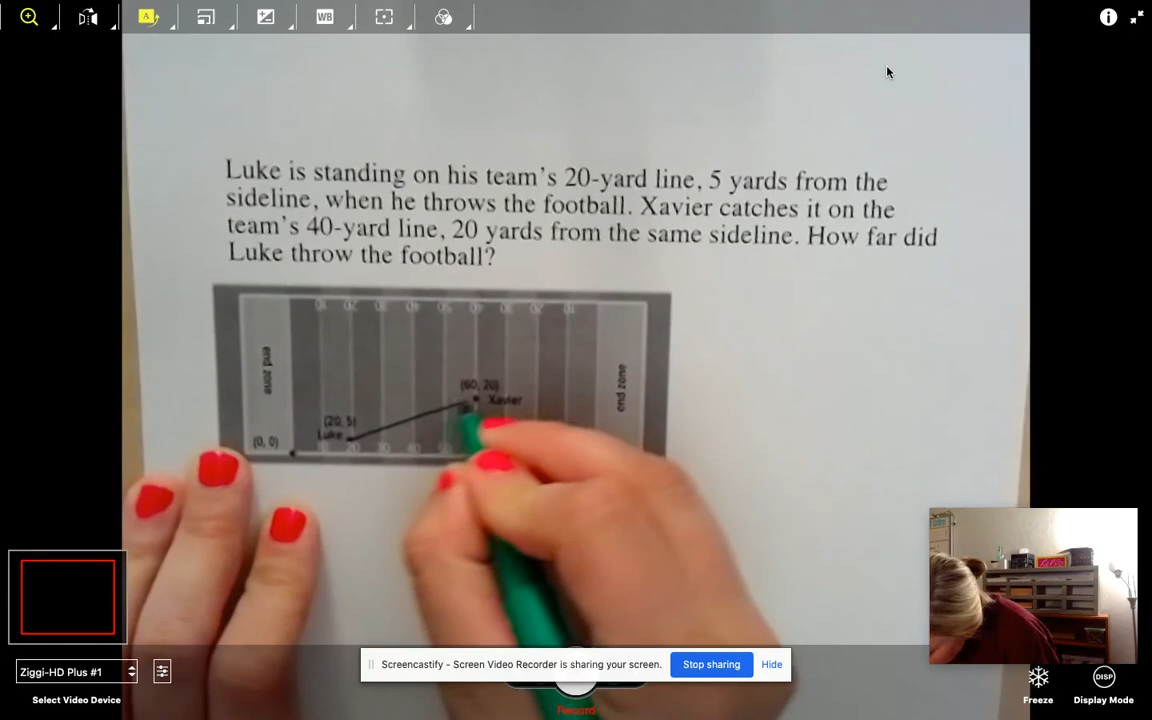 A
WB
Luke is standing on his team's 20-yard line, 5 yards from the
sideline, when he throws the football. Xavier catches it on the
team's 40-yard line, 20 yards from the same sideline. How far did
Luke throw the football?
end zone
(60, 20)
Xavier
(20, 5)
Luke
(0, 0)
end zone
Ziggi-HD Plus #1
Select Video Device
Screencastify - Screen Video Recorder is sharing your screen.
Stop sharing
Hide
Record
DISP
Freeze
Display Mode